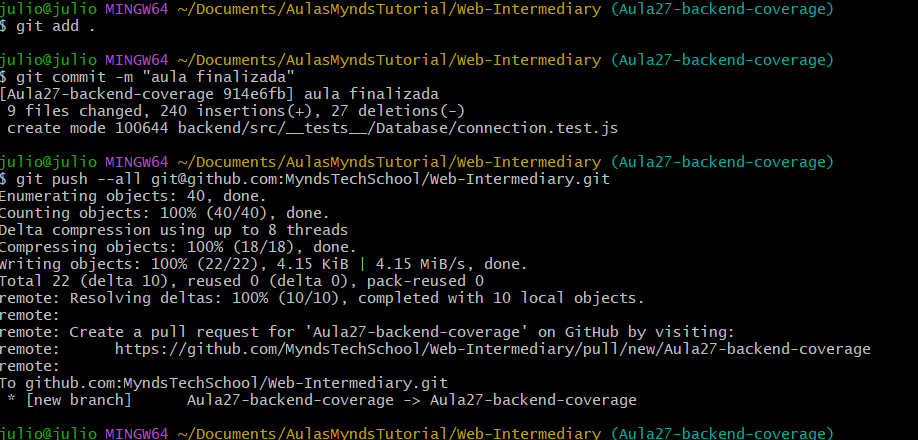 julio@julio MINGW64 ~/Documents/AulasMyndsTutorial/Web-Intermediary (Aula27-backend-coverage)
$ git add .
julio@julio MINGW64 ~/Documents/AulasMyndsTutorial/Web-Intermediary (Aula27-backend-coverage)
$ git commit -m "aula finalizada"
[Aula27-backend-coverage 914e6fb] aula finalizada
 9 files changed, 240 insertions(+), 27 deletions(-)
 create mode 100644 backend/src/__tests__/Database/connection.test.js
julio@julio MINGW64 ~/Documents/AulasMyndsTutorial/Web-Intermediary (Aula27-backend-coverage)
$ git push --all git@github.com:MyndsTechSchool/Web-Intermediary.git
Enumerating objects: 40, done.
Counting objects: 100% (40/40), done.
Delta compression using up to 8 threads
Compressing objects: 100% (18/18), done.
Writing objects: 100% (22/22), 4.15 KiB | 4.15 MiB/s, done.
Total 22 (delta 10), reused 0 (delta 0), pack-reused 0
remote: Resolving deltas: 100% (10/10), completed with 10 local objects.
remote:
remote: Create a pull request for 'Aula27-backend-coverage' on GitHub by visiting:
remote:      https://github.com/MyndsTechSchool/Web-Intermediary/pull/new/Aula27-backend-coverage
remote:
To github.com:MyndsTechSchool/Web-Intermediary.git
 * [new branch]      Aula27-backend-coverage -> Aula27-backend-coverage
julio@julio MINGW64 ~/Documents/AulasMyndsTutorial/Web-Intermediary (Aula27-backend-coverage)